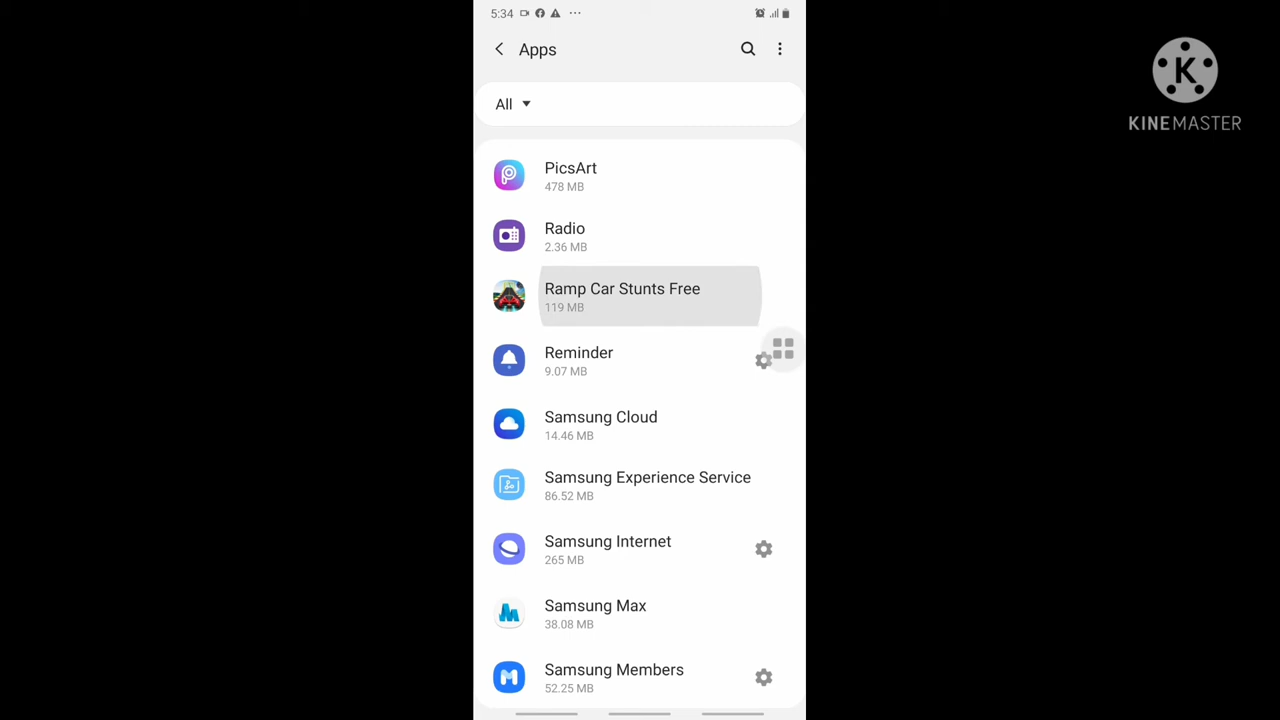 5:34
Apps
All
PicsArt
478 MB
Radio
2.36 MB
Ramp Car Stunts Free
119 MB
Reminder
9.07 MB
Samsung Cloud
14.46 MB
Samsung Experience Service
86.52 MB
Samsung Internet
265 MB
Samsung Max
38.08 MB
Samsung Members
52.25 MB
K
KINEMASTER